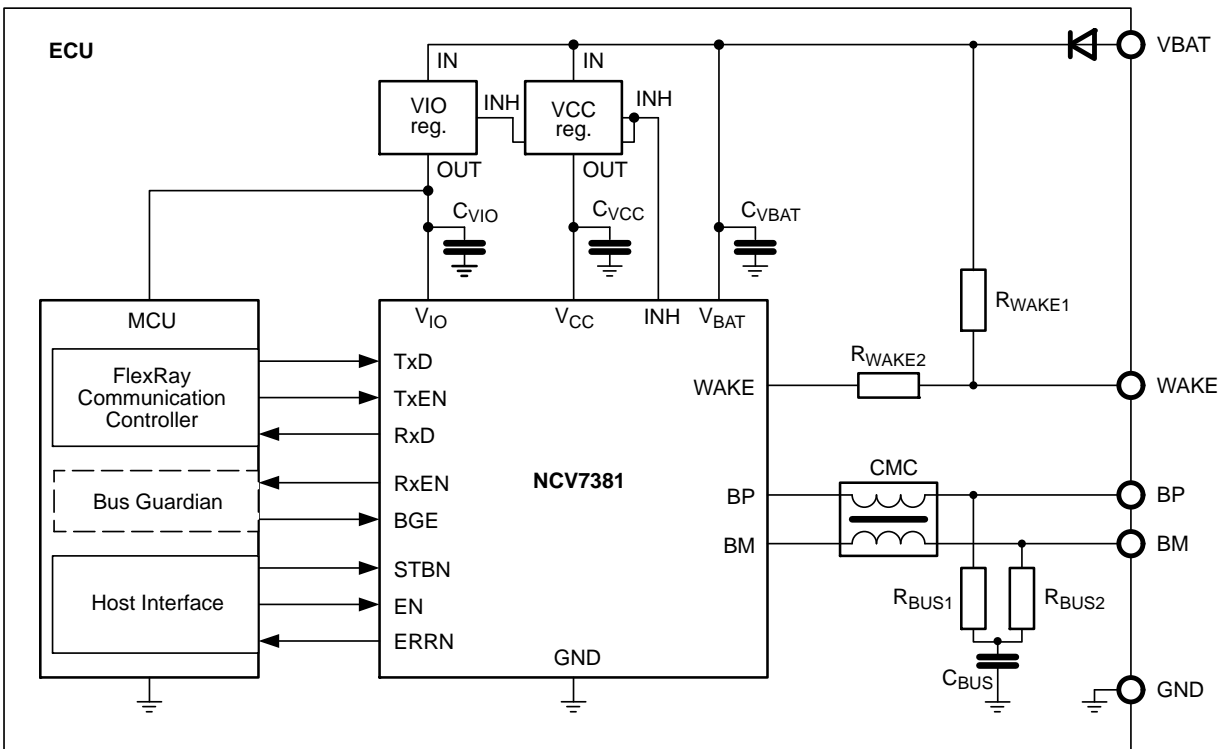 ECU
VBAT
IN
IN
VIO
reg.
INH
VCC
reg.
INH
OUT
OUT
CVIO
CVCC
CVBAT
RWAKE1
MCU
VIO
VCC
INH
VBAT
FlexRay
Communication
Controller
TxD
TxEN
RxD
WAKE
RWAKE2
WAKE
Bus Guardian
RxEN
BGE
NCV7381
BP
BM
CMC
BP
BM
Host Interface
STBN
EN
ERRN
GND
RBUS1
RBUS2
CBUS
GND